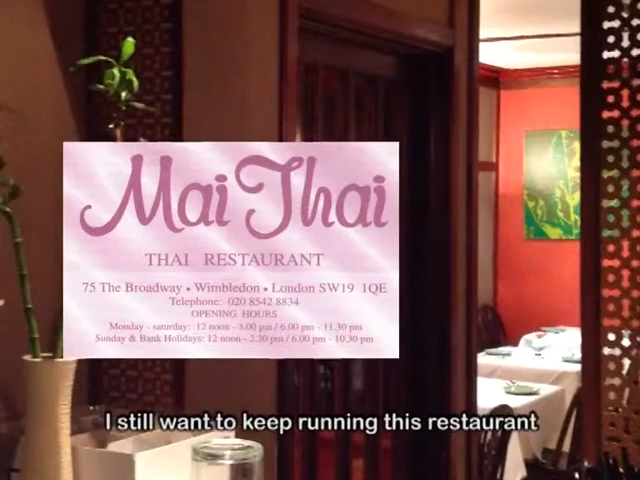 Mai Thai
THAI RESTAURANT
75 The Broadway • Wimbledon • London SW19 1QE
Telephone: 020 8542 8834
OPENING HOURS
Monday - saturday: 12 noon - 3.00 pm / 6.00 pm - 11.30 pm
Sunday & Bank Holidays: 12 noon - 2.30 pm / 6.00 pm - 10.30 pm
I still want to keep running this restaurant